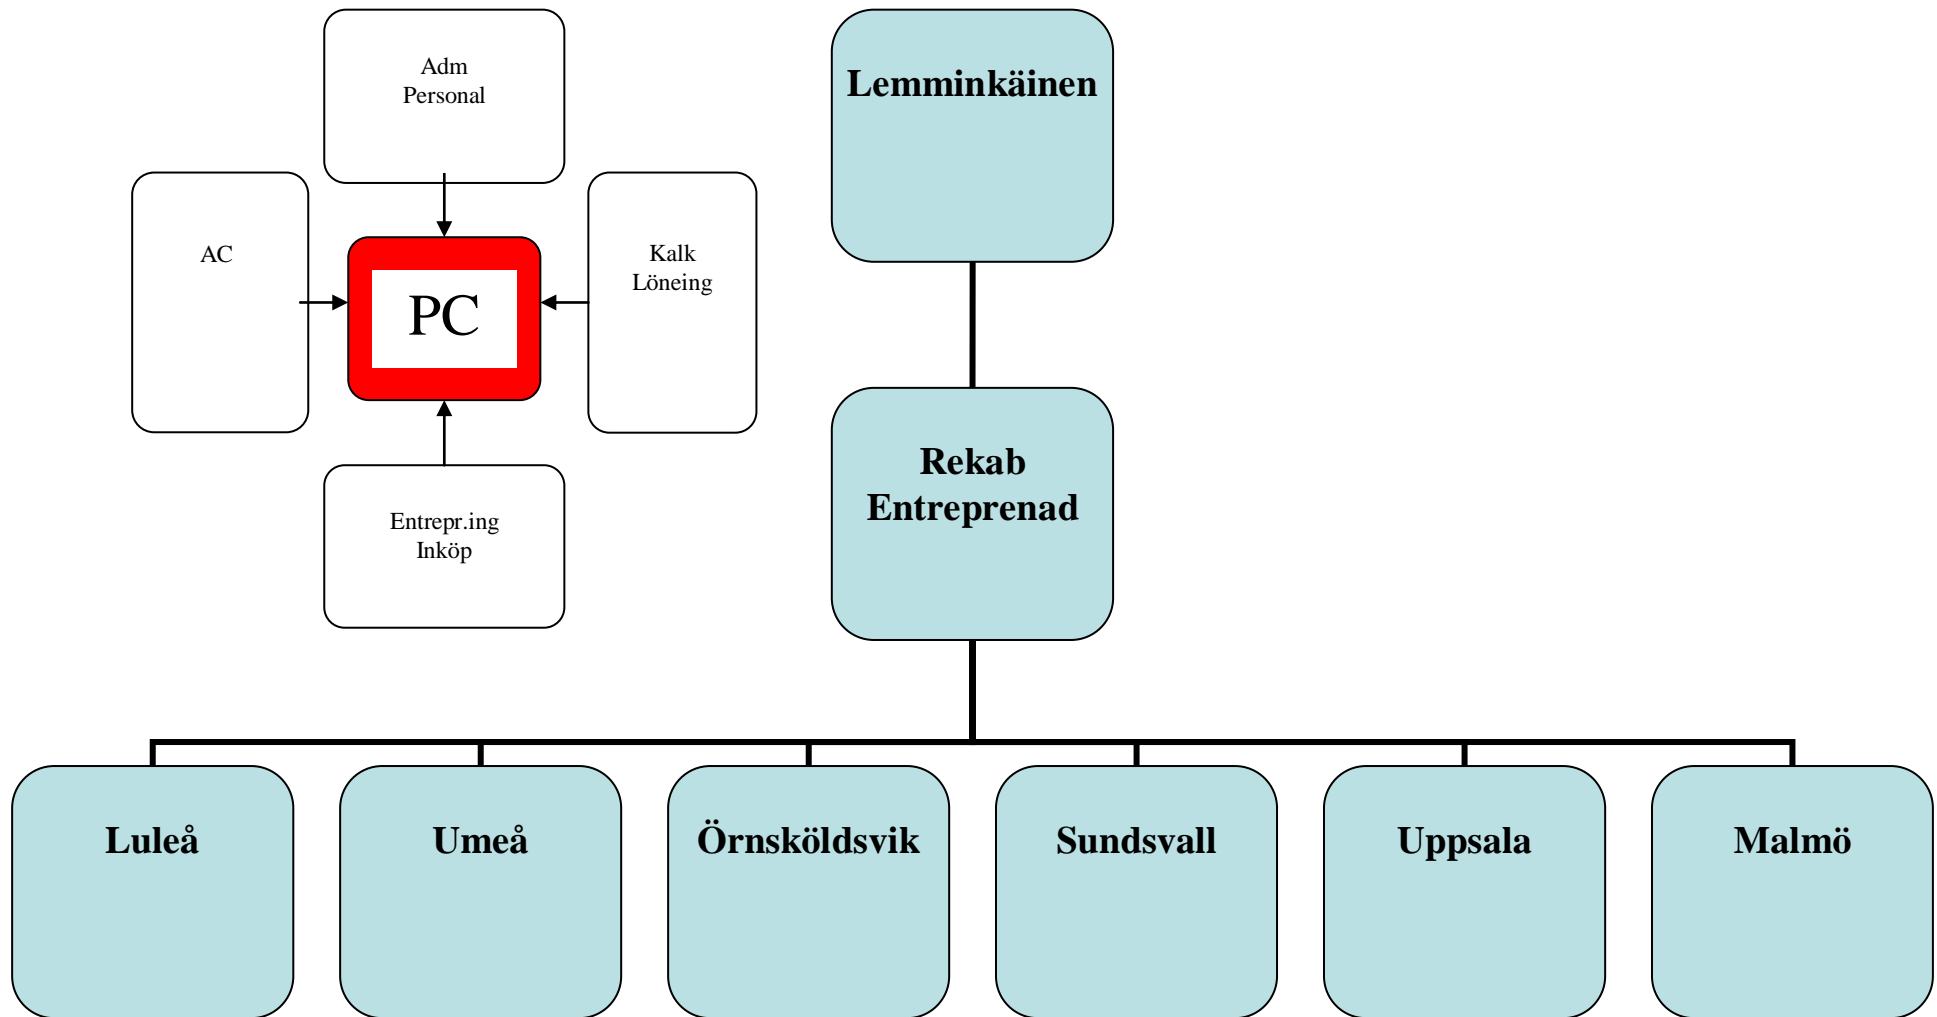 Adm
Personal
AC
PC
Kalk
Löneing
Entrepr.ing
Inköp
Lemminkäinen
Rekab
Entreprenad
Luleå
Umeå
Örnsköldsvik
Sundsvall
Uppsala
Malmö